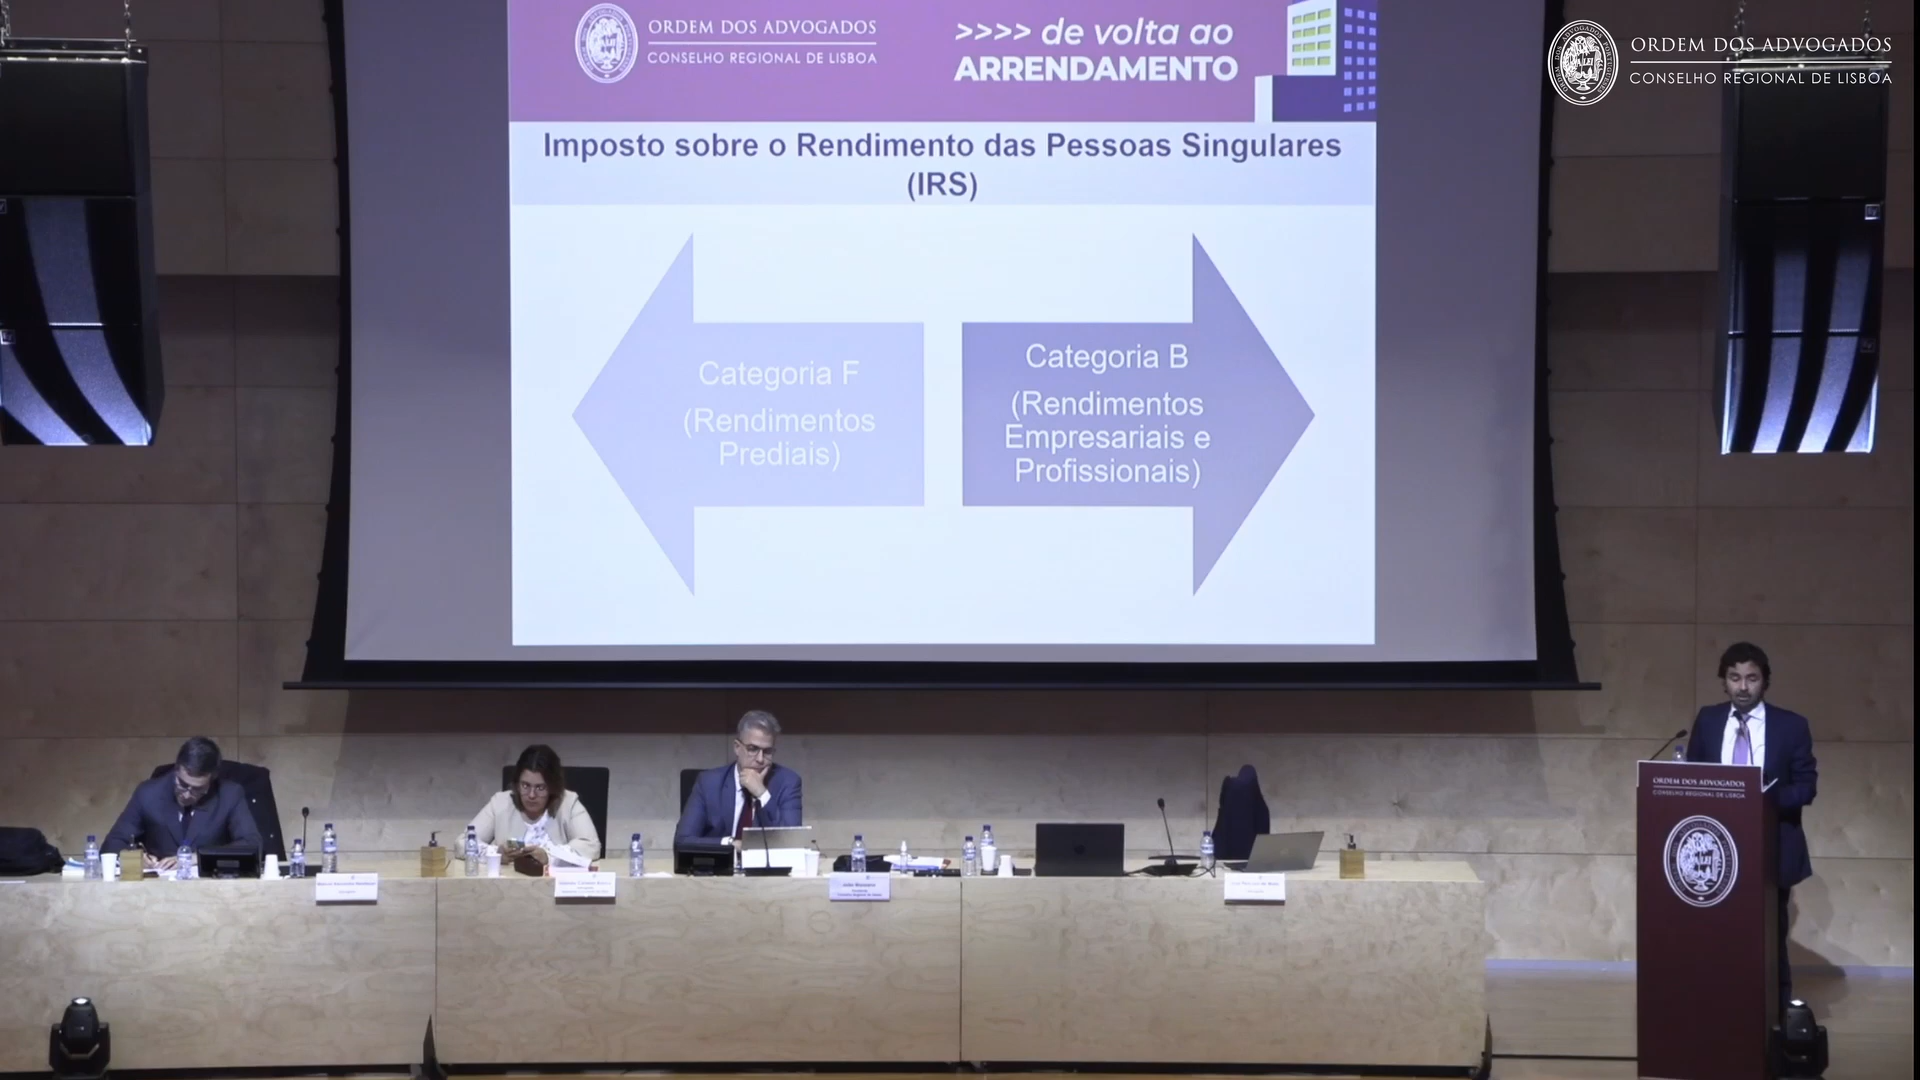 ORDEM DOS ADVOGADOS
CONSELHO REGIONAL DE LISBOA
>>>> de volta ao
ARRENDAMENTO
ORDEM DOS ADVOGADOS
CONSELHO REGIONAL DE LISBOA
Imposto sobre o Rendimento das Pessoas Singulares
(IRS)
Categoria F
(Rendimentos
Prediais)
Categoria B
(Rendimentos
Empresariais e
Profissionais)
ORDEM DOS ADVOGADOS
CONSELHO REGIONAL DE LISBOA